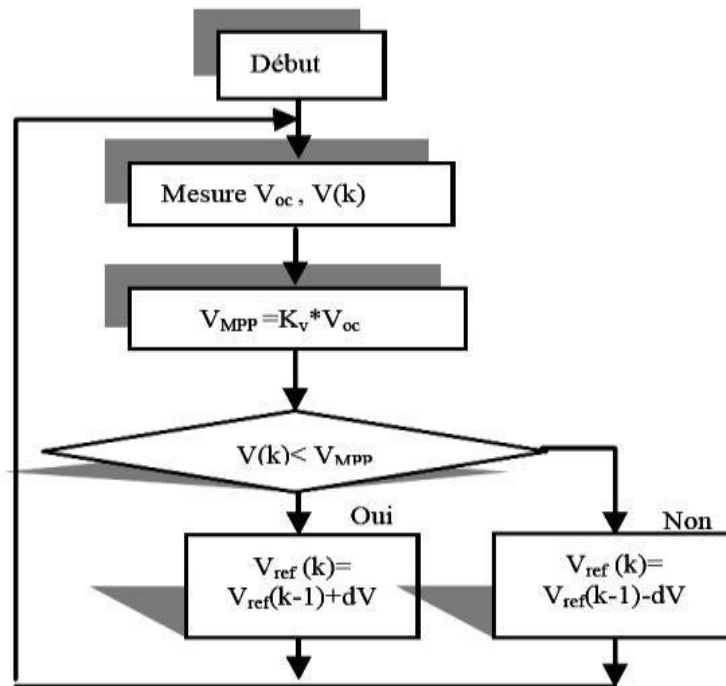 Début
Mesure Voc , V(k)
VMPP =Kv*Voc
V(k)< VMPP
Oui
Non
Vref (k)=
Vref(k-1)+dV
Vref (k)=
Vref(k-1)-dV